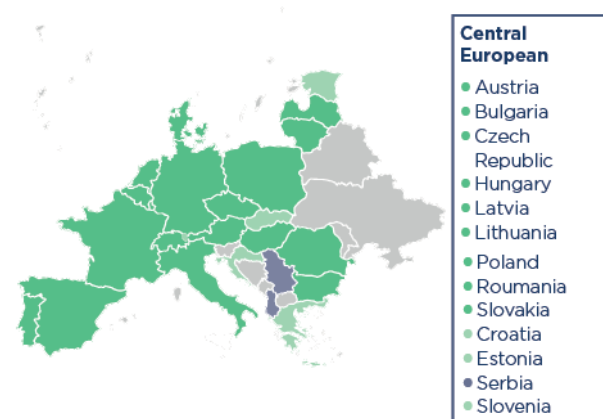 Central
European
Austria
Bulgaria
Czech
Republic
Hungary
Latvia
Lithuania
Poland
Roumania
Slovakia
Croatia
Estonia
Serbia
Slovenia